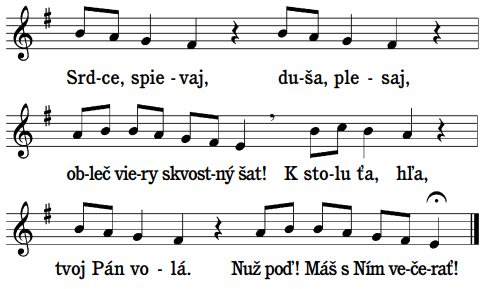 Srd-ce, spie-vaj, du-ša, ple-saj,
ob-leč vie-ry skvost-ný šat! K sto-lu ťa, hľa,
tvoj Pán vo-lá. Nuž poď! Máš s Ním ve-če-rať!